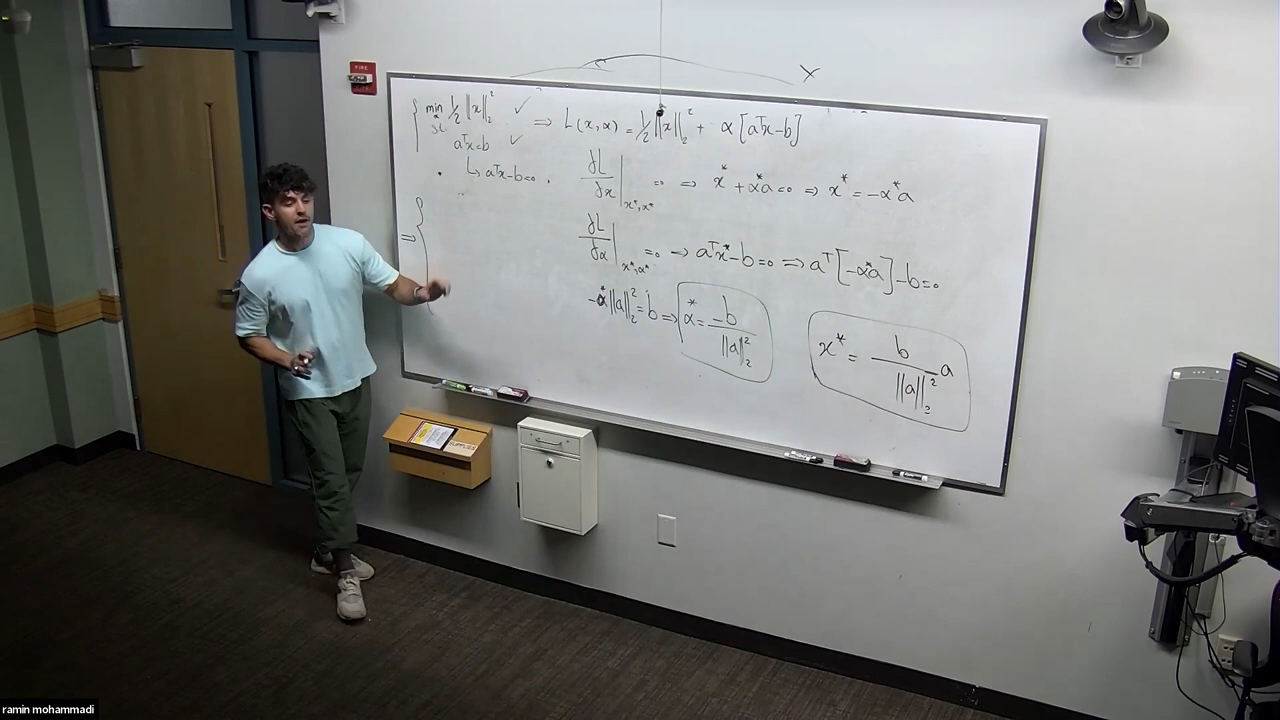 X
min 1/2 ||x||₂² ✓ ⇒ L(x,α) = 1/2 ||x||₂² + α [aᵀx-b]
s.t.
aᵀx=b ✓
• ↳ aᵀx-b=0 . ∂L/∂x |x*,α* =0 ⇒ x* + α*a=0 ⇒ x* = -α*a
⇒ {
∂L/∂α |x*,α* =0 → aᵀx*-b=0 ⇒ aᵀ[-α*a]-b=0
-α*||a||₂² = b ⇒ α* = -b/||a||₂²
x* = b/||a||₂² a
FIRE
SUPPLIES
ramin mohammadi